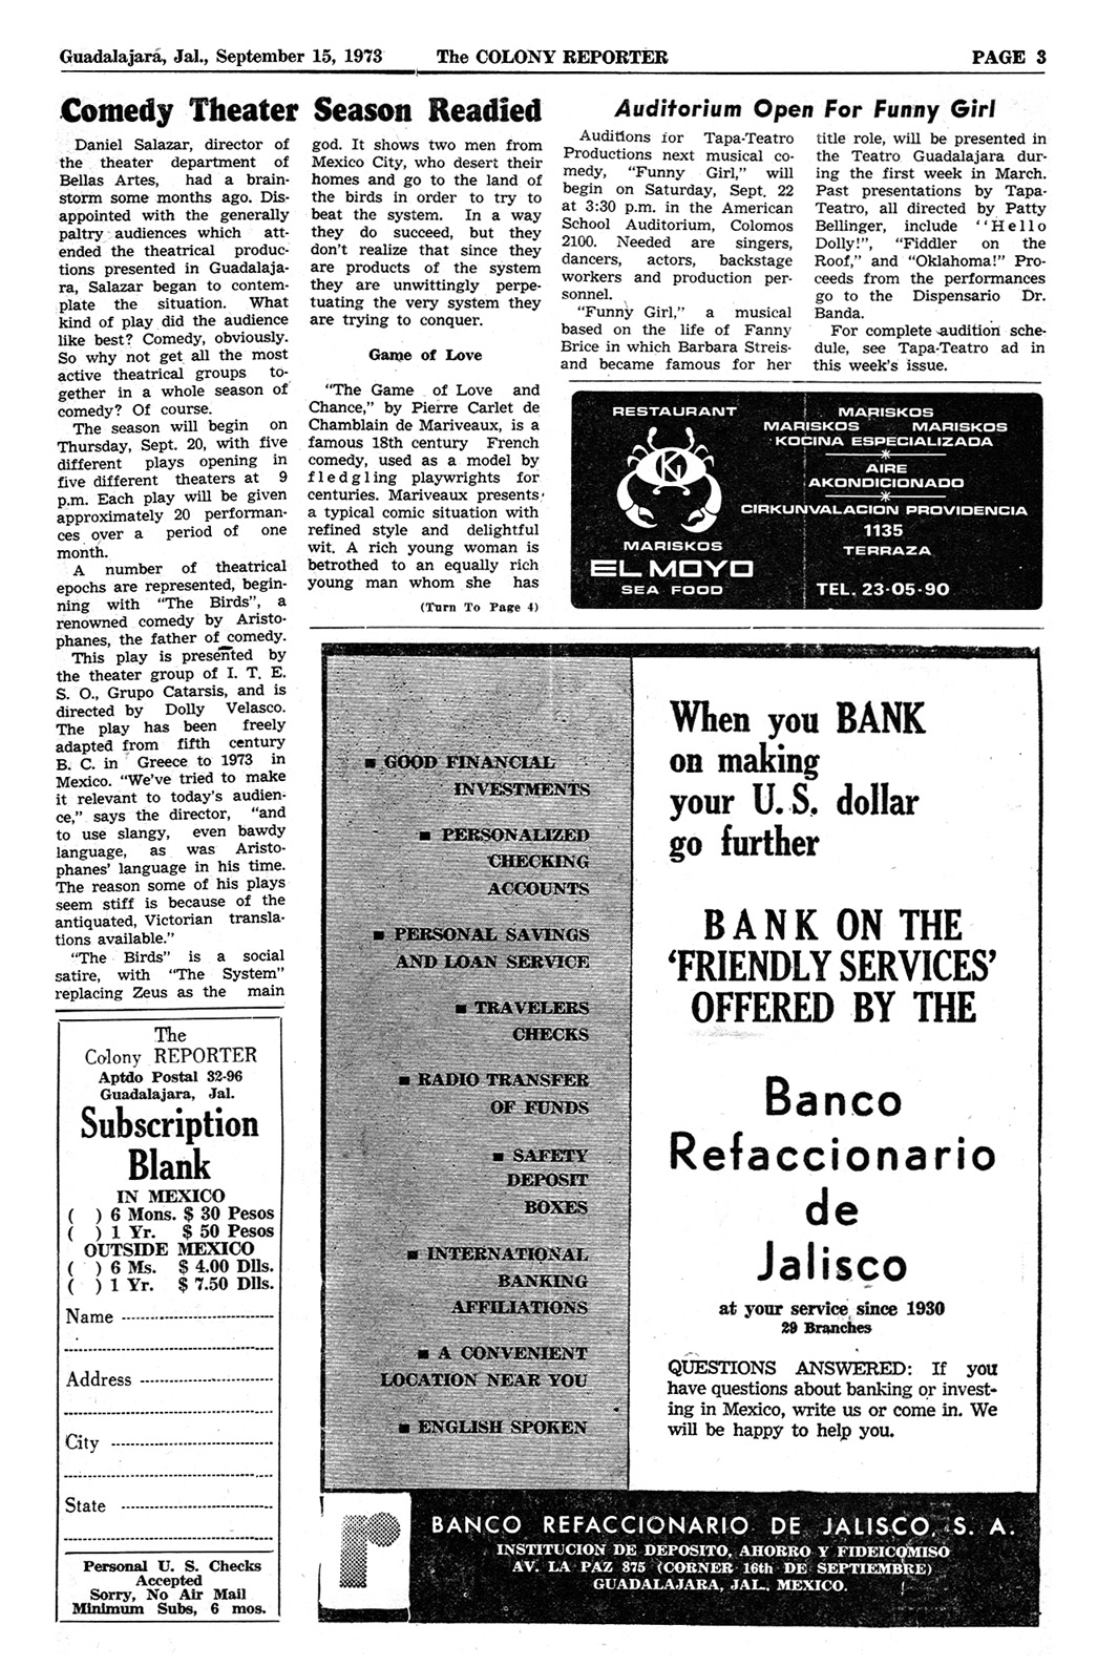 Guadalajara, Jal., September 15, 1973 The COLONY REPORTER PAGE 3
Comedy Theater Season Readied
Daniel Salazar, director of
the theater department of
Bellas Artes, had a brain-
storm some months ago. Dis-
appointed with the generally
paltry audiences which att-
ended the theatrical produc-
tions presented in Guadalaja-
ra, Salazar began to contem-
plate the situation. What
kind of play did the audience
like best? Comedy, obviously.
So why not get all the most
active theatrical groups to-
gether in a whole season of
comedy? Of course.
The season will begin on
Thursday, Sept. 20, with five
different plays opening in
five different theaters at 9
p.m. Each play will be given
approximately 20 performan-
ces over a period of one
month.
A number of theatrical
epochs are represented, begin-
ning with "The Birds", a
renowned comedy by Aristo-
phanes, the father of comedy.
This play is presented by
the theater group of I. T. E.
S. O., Grupo Catarsis, and is
directed by Dolly Velasco.
The play has been freely
adapted from fifth century
B. C. in Greece to 1973 in
Mexico. "We've tried to make
it relevant to today's audien-
ce," says the director, "and
to use slangy, even bawdy
language, as was Aristo-
phanes' language in his time.
The reason some of his plays
seem stiff is because of the
antiquated, Victorian transla-
tions available."
"The Birds" is a social
satire, with "The System"
replacing Zeus as the main
god. It shows two men from
Mexico City, who desert their
homes and go to the land of
the birds in order to try to
beat the system. In a way
they do succeed, but they
don't realize that since they
are products of the system
they are unwittingly perpe-
tuating the very system they
are trying to conquer.
Game of Love
"The Game of Love and
Chance," by Pierre Carlet de
Chamblain de Mariveaux, is a
famous 18th century French
comedy, used as a model by
fledgling playwrights for
centuries. Mariveaux presents
a typical comic situation with
refined style and delightful
wit. A rich young woman is
betrothed to an equally rich
young man whom she has
(Turn To Page 4)
Auditorium Open For Funny Girl
Auditions for Tapa-Teatro
Productions next musical co-
medy, "Funny Girl," will
begin on Saturday, Sept. 22
at 3:30 p.m. in the American
School Auditorium, Colomos
2100. Needed are singers,
dancers, actors, backstage
workers and production per-
sonnel.
"Funny Girl," a musical
based on the life of Fanny
Brice in which Barbara Streis-
and became famous for her
title role, will be presented in
the Teatro Guadalajara dur-
ing the first week in March.
Past presentations by Tapa-
Teatro, all directed by Patty
Bellinger, include "Hello
Dolly!", "Fiddler on the
Roof," and "Oklahoma!" Pro-
ceeds from the performances
go to the Dispensario Dr.
Banda.
For complete audition sche-
dule, see Tapa-Teatro ad in
this week's issue.
RESTAURANT
MARISKOS
EL MOYO
SEA FOOD
MARISKOS
MARISKOS MARISKOS
KOCINA ESPECIALIZADA
AIRE
AKONDICIONADO
CIRKUNVALACION PROVIDENCIA
1135
TERRAZA
TEL. 23-05-90
The
Colony REPORTER
Aptdo Postal 32-96
Guadalajara, Jal.
Subscription
Blank
IN MEXICO
( ) 6 Mons. $ 30 Pesos
( ) 1 Yr. $ 50 Pesos
OUTSIDE MEXICO
( ) 6 Ms. $ 4.00 Dlls.
( ) 1 Yr. $ 7.50 Dlls.
Name
Address
City
State
Personal U. S. Checks
Accepted
Sorry, No Air Mail
Minimum Subs, 6 mos.
■ GOOD FINANCIAL
INVESTMENTS
■ PERSONALIZED
CHECKING
ACCOUNTS
■ PERSONAL SAVINGS
AND LOAN SERVICE
■ TRAVELERS
CHECKS
■ RADIO TRANSFER
OF FUNDS
■ SAFETY
DEPOSIT
BOXES
■ INTERNATIONAL
BANKING
AFFILIATIONS
■ A CONVENIENT
LOCATION NEAR YOU
■ ENGLISH SPOKEN
When you BANK
on making
your U.S. dollar
go further
BANK ON THE
'FRIENDLY SERVICES'
OFFERED BY THE
Banco
Refaccionario
de
Jalisco
at your service since 1930
29 Branches
QUESTIONS ANSWERED: If you
have questions about banking or invest-
ing in Mexico, write us or come in. We
will be happy to help you.
r
BANCO REFACCIONARIO DE JALISCO, S. A.
INSTITUCION DE DEPOSITO, AHORRO Y FIDEICOMISO
AV. LA PAZ 875 (CORNER 16th DE SEPTIEMBRE)
GUADALAJARA, JAL. MEXICO.